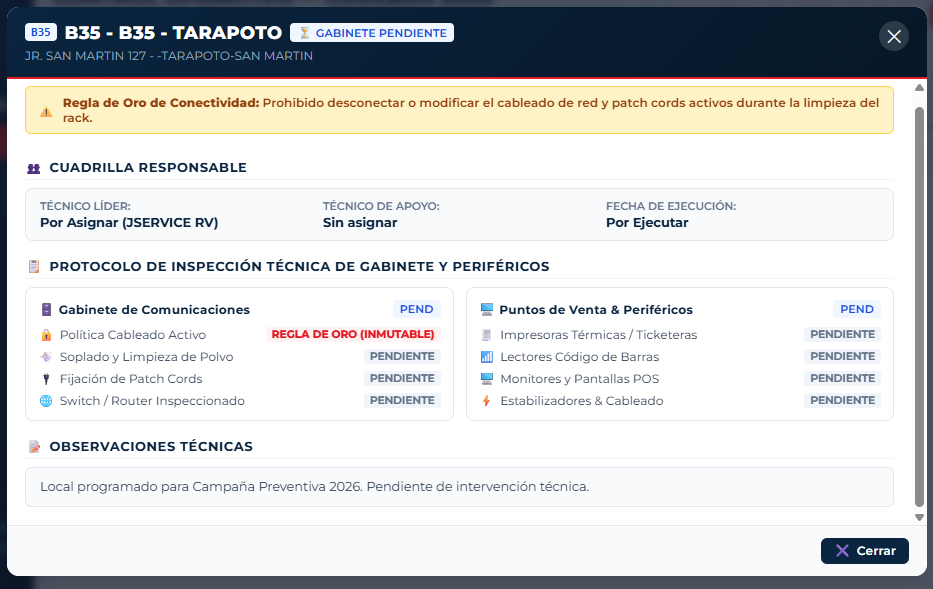 B35 B35 - B35 - TARAPOTO GABINETE PENDIENTE
JR. SAN MARTIN 127 - -TARAPOTO-SAN MARTIN
Regla de Oro de Conectividad: Prohibido desconectar o modificar el cableado de red y patch cords activos durante la limpieza del
rack.
CUADRILLA RESPONSABLE
TÉCNICO LÍDER:
Por Asignar (JSERVICE RV)
TÉCNICO DE APOYO:
Sin asignar
FECHA DE EJECUCIÓN:
Por Ejecutar
PROTOCOLO DE INSPECCIÓN TÉCNICA DE GABINETE Y PERIFÉRICOS
Gabinete de Comunicaciones PEND
Política Cableado Activo REGLA DE ORO (INMUTABLE)
Soplado y Limpieza de Polvo PENDIENTE
Fijación de Patch Cords PENDIENTE
Switch / Router Inspeccionado PENDIENTE
Puntos de Venta & Periféricos PEND
Impresoras Térmicas / Ticketeras PENDIENTE
Lectores Código de Barras PENDIENTE
Monitores y Pantallas POS PENDIENTE
Estabilizadores & Cableado PENDIENTE
OBSERVACIONES TÉCNICAS
Local programado para Campaña Preventiva 2026. Pendiente de intervención técnica.
Cerrar